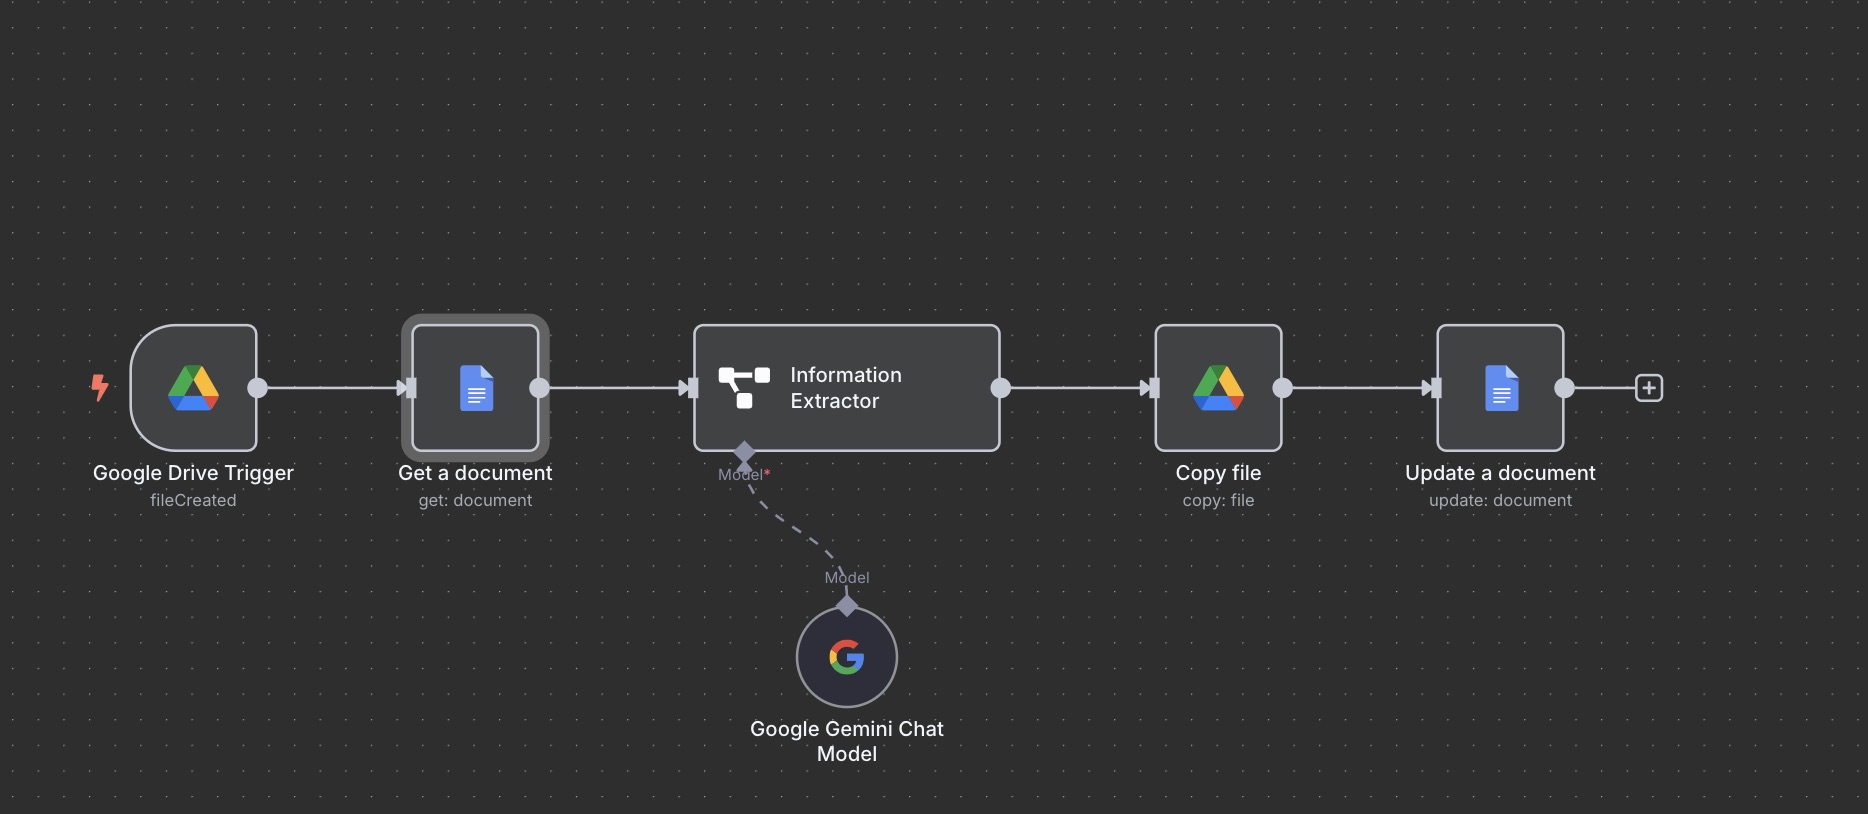 Google Drive Trigger
fileCreated
Get a document
get: document
Information
Extractor
Model*
Copy file
copy: file
Update a document
update: document
Model
Google Gemini Chat
Model